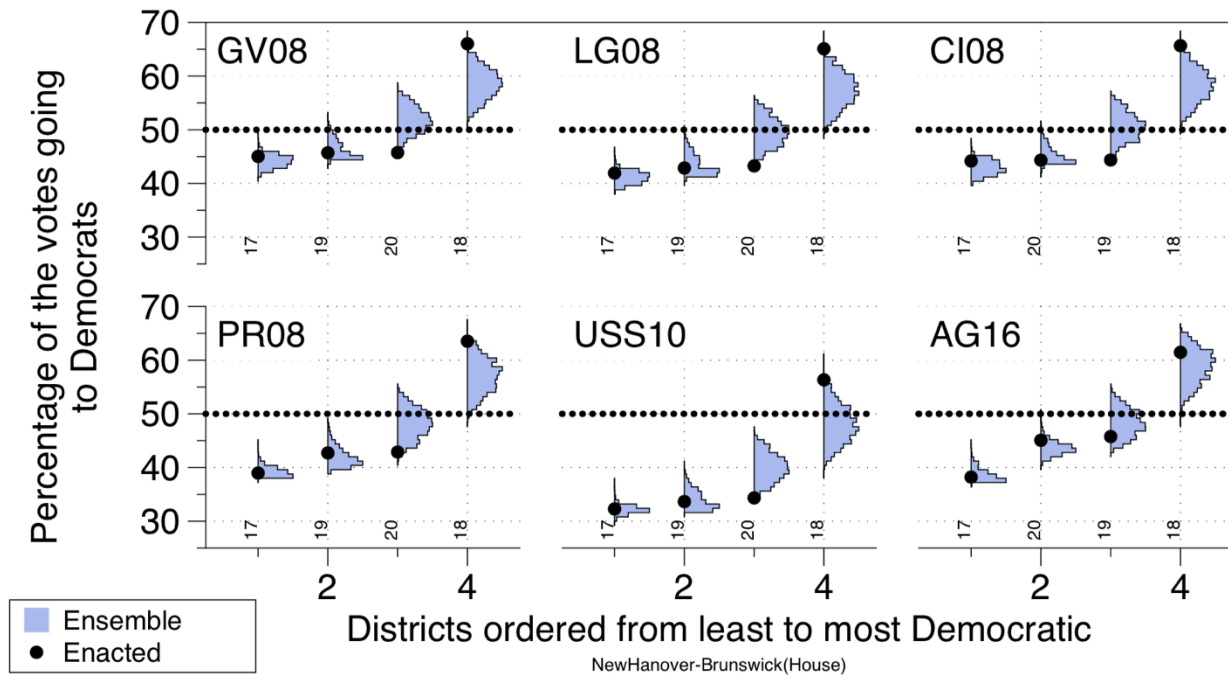 Percentage of the votes going
to Democrats
70
60
50
40
30
GV08
17
19
20
18
LG08
17
19
20
18
CI08
17
20
19
18
70
60
50
40
30
PR08
17
19
20
18
USS10
17
19
20
18
AG16
17
20
19
18
2 4 2 4 2 4
Districts ordered from least to most Democratic
NewHanover-Brunswick(House)
Ensemble
Enacted